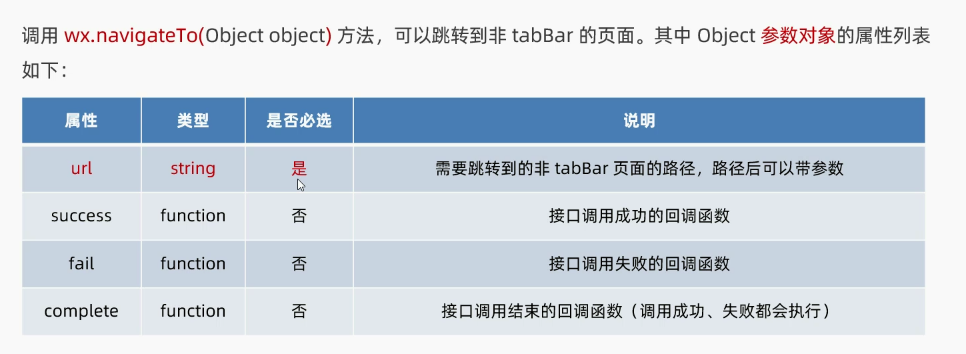 调用 wx.navigateTo(Object object) 方法，可以跳转到非 tabBar 的页面。其中 Object 参数对象的属性列表
如下：
属性 类型 是否必选 说明
url string 是 需要跳转到的非 tabBar 页面的路径，路径后可以带参数
success function 否 接口调用成功的回调函数
fail function 否 接口调用失败的回调函数
complete function 否 接口调用结束的回调函数（调用成功、失败都会执行）